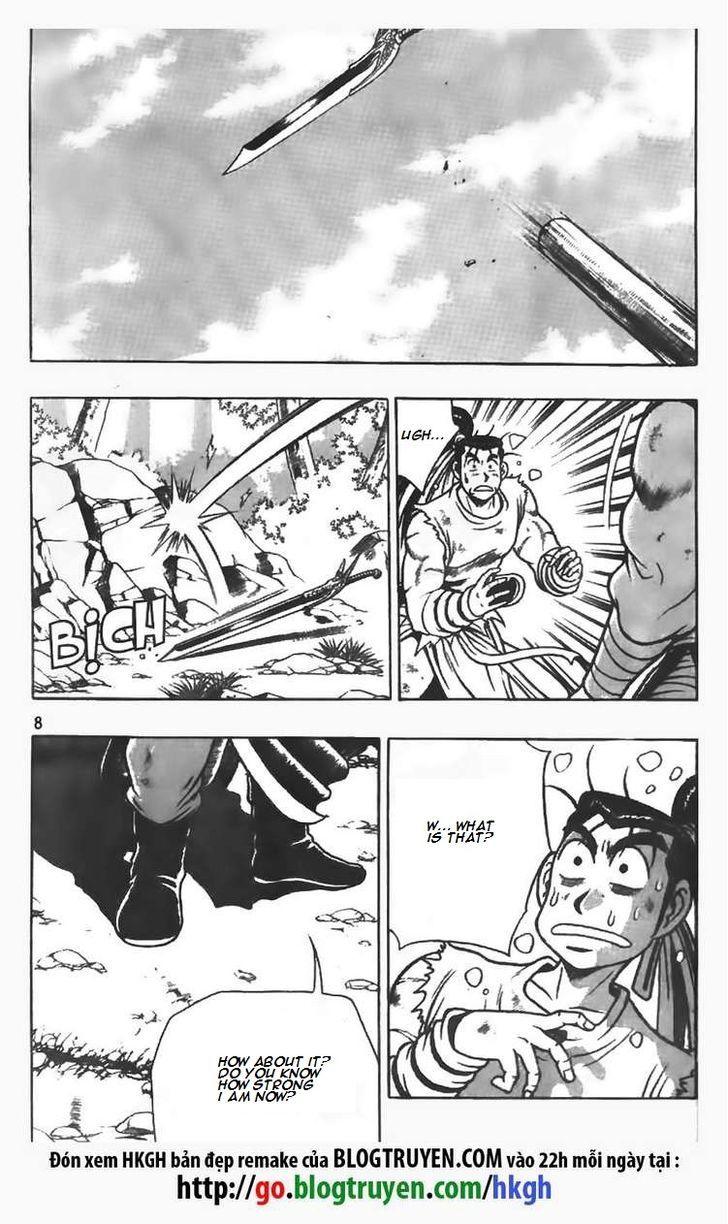 UGH...
BỊCH
8
W... WHAT
IS THAT?
HOW ABOUT IT?
DO YOU KNOW
HOW STRONG
I AM NOW?
Đón xem HKGH bản đẹp remake của BLOGTRUYEN.COM vào 22h mỗi ngày tại :
http://go.blogtruyen.com/hkgh